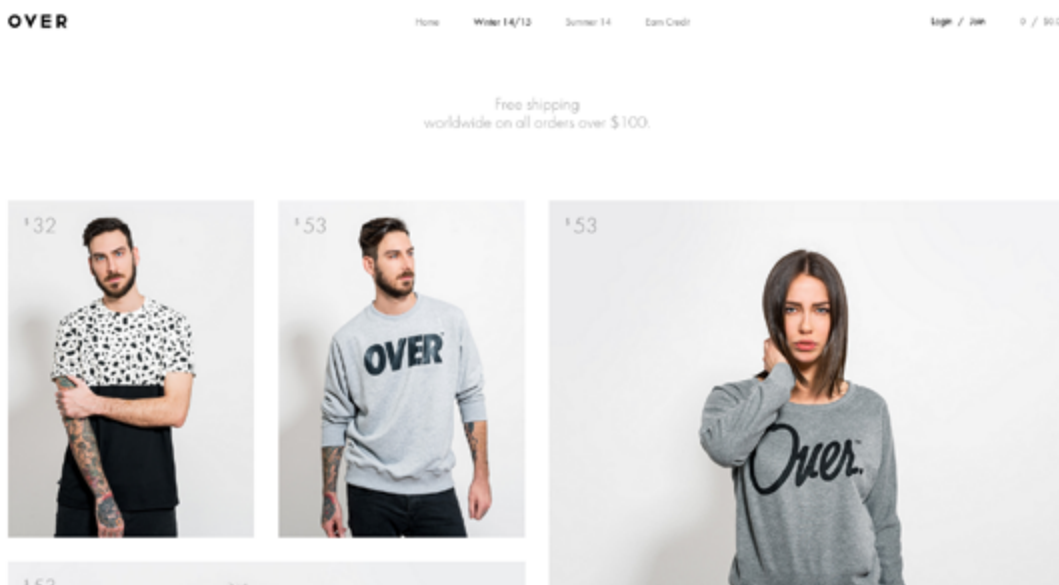 OVER
Home
Winter 14/15
Summer 14
Earn Credit
Login / Join
Free shipping
worldwide on all orders over $100.
$32
$53
$53
OVER
Over.
$53